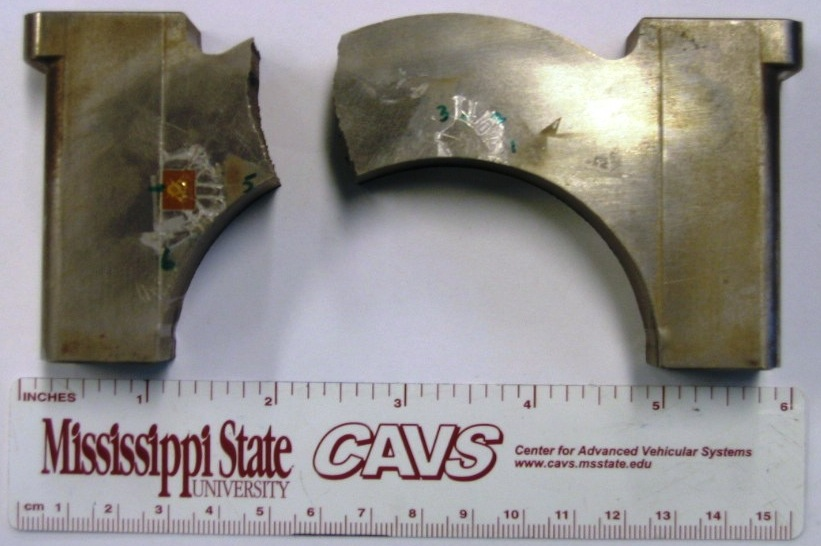 3
1
5
6
INCHES 1 2 3 4 5 6
Mississippi State
UNIVERSITY
CAVS
Center for Advanced Vehicular Systems
www.cavs.msstate.edu
cm 1 2 3 4 5 6 7 8 9 10 11 12 13 14 15